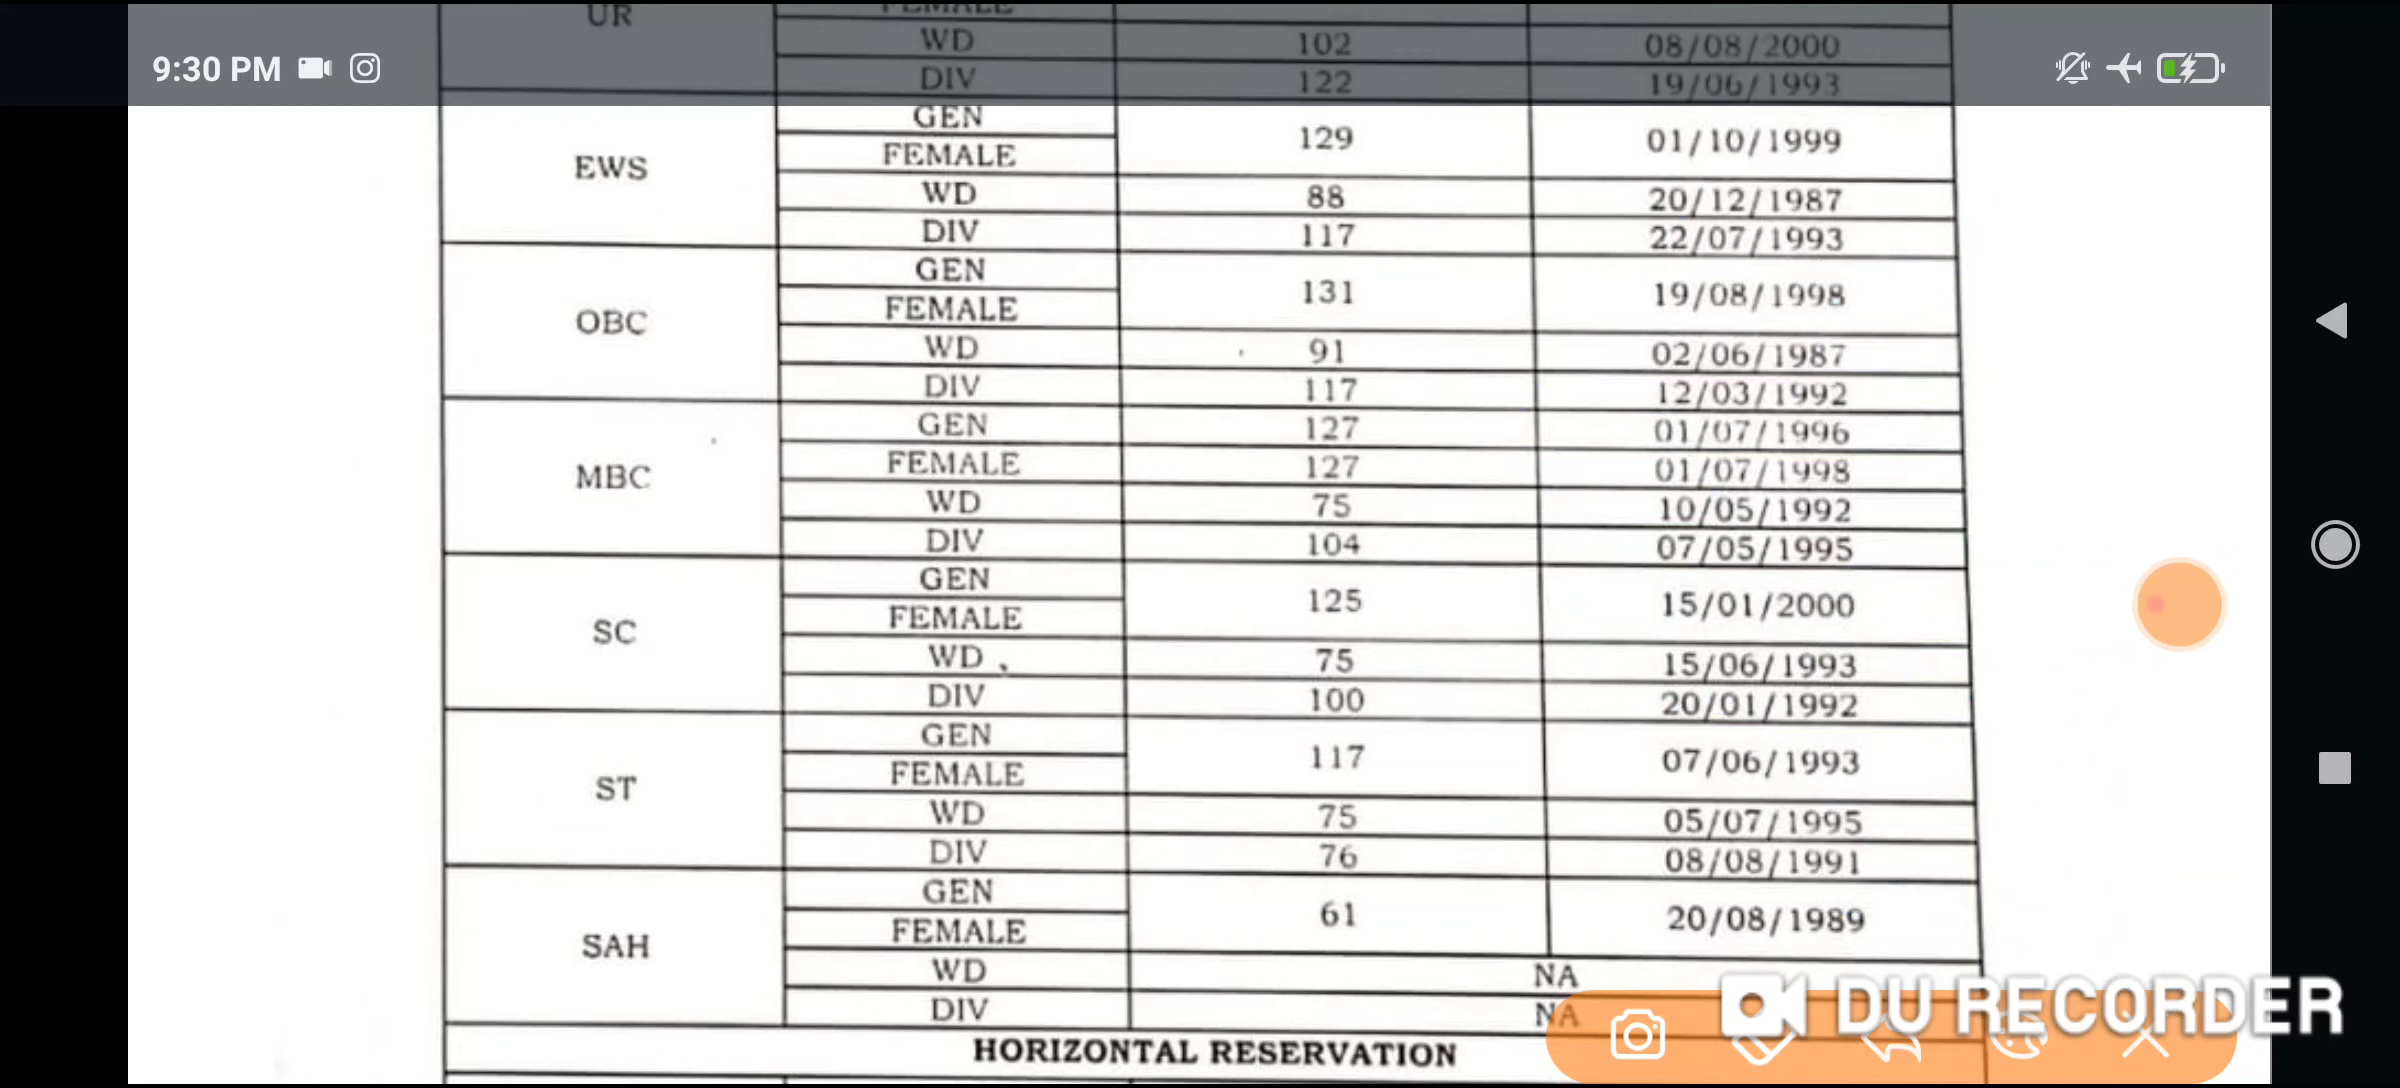 UR
FEMALE
WD 102 08/08/2000
DIV 122 19/06/1993
9:30 PM
EWS
GEN
FEMALE
129 01/10/1999
WD 88 20/12/1987
DIV 117 22/07/1993
OBC
GEN
FEMALE
131 19/08/1998
WD 91 02/06/1987
DIV 117 12/03/1992
MBC
GEN 127 01/07/1996
FEMALE 127 01/07/1998
WD 75 10/05/1992
DIV 104 07/05/1995
SC
GEN
FEMALE
125 15/01/2000
WD 75 15/06/1993
DIV 100 20/01/1992
ST
GEN
FEMALE
117 07/06/1993
WD 75 05/07/1995
DIV 76 08/08/1991
SAH
GEN
FEMALE
61 20/08/1989
WD NA
DIV NA
DU RECORDER
HORIZONTAL RESERVATION